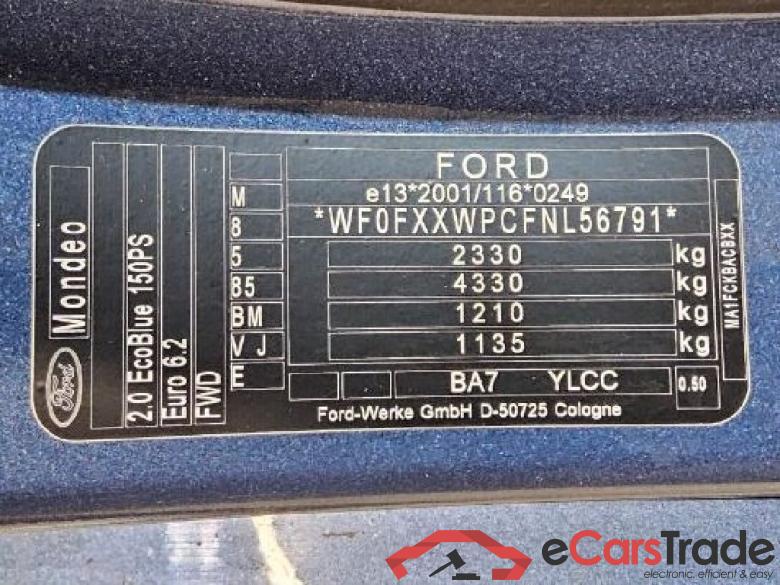 FORD
e13*2001/116*0249
*WF0FXXWPCFNL56791*
2330 kg
4330 kg
1210 kg
1135 kg
BA7 YLCC 0.50
Ford-Werke GmbH D-50725 Cologne
M
8
5
85
BM
V J
E
Mondeo
Ford
2.0 EcoBlue 150PS
Euro 6.2
FWD
MA1FCKBACBXX
eCarsTrade
electronic, efficient & easy